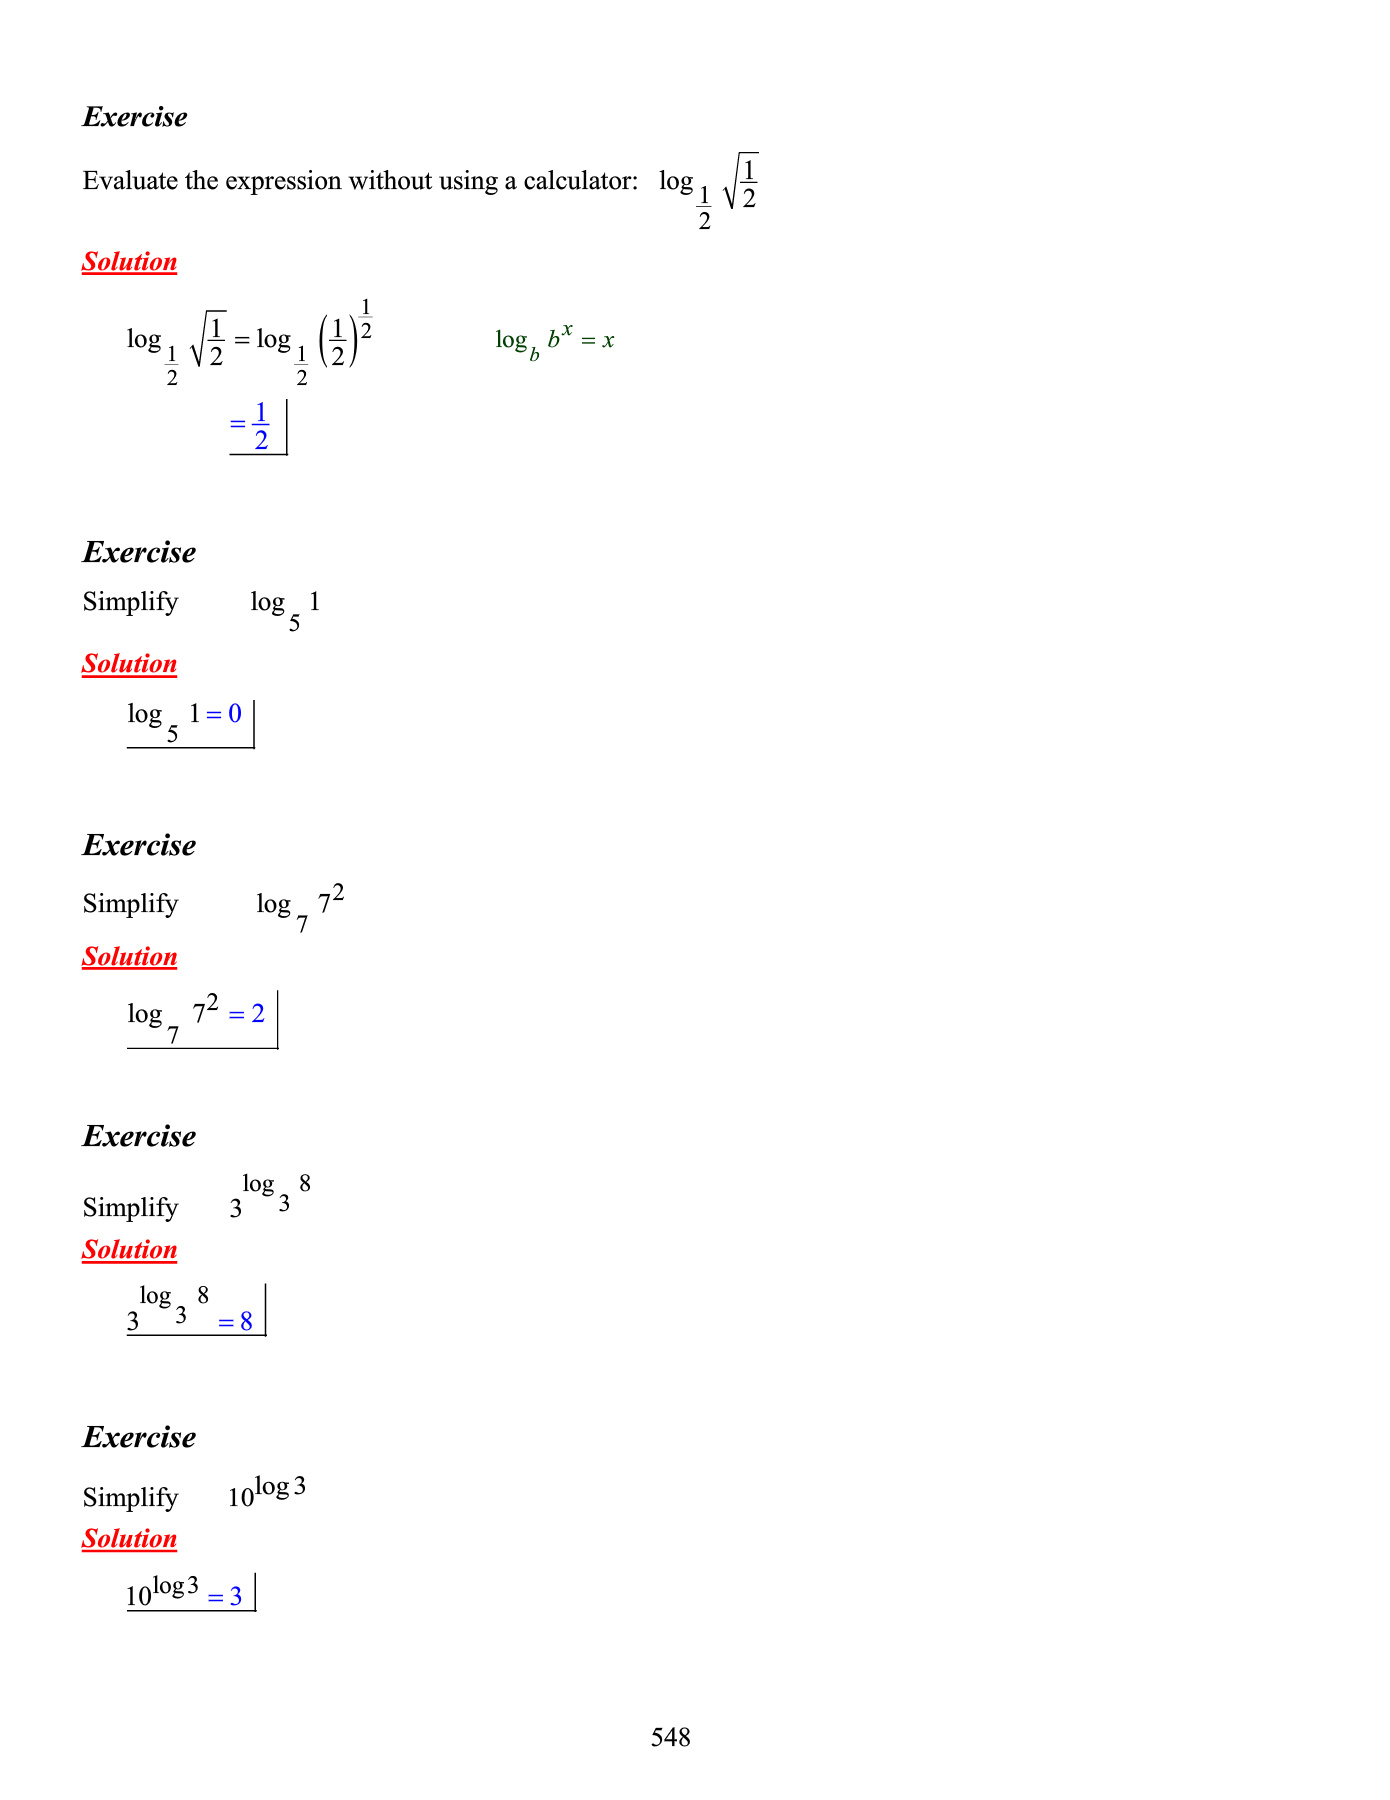 Exercise
Evaluate the expression without using a calculator: $\log_{\frac{1}{2}} \sqrt{\frac{1}{2}}$
Solution
$\log_{\frac{1}{2}} \sqrt{\frac{1}{2}} = \log_{\frac{1}{2}} \left(\frac{1}{2}\right)^{\frac{1}{2}}$ $\log_b b^x = x$
$= \frac{1}{2}$
Exercise
Simplify $\log_5 1$
Solution
$\log_5 1 = 0$
Exercise
Simplify $\log_7 7^2$
Solution
$\log_7 7^2 = 2$
Exercise
Simplify $3^{\log_3 8}$
Solution
$3^{\log_3 8} = 8$
Exercise
Simplify $10^{\log 3}$
Solution
$10^{\log 3} = 3$
548